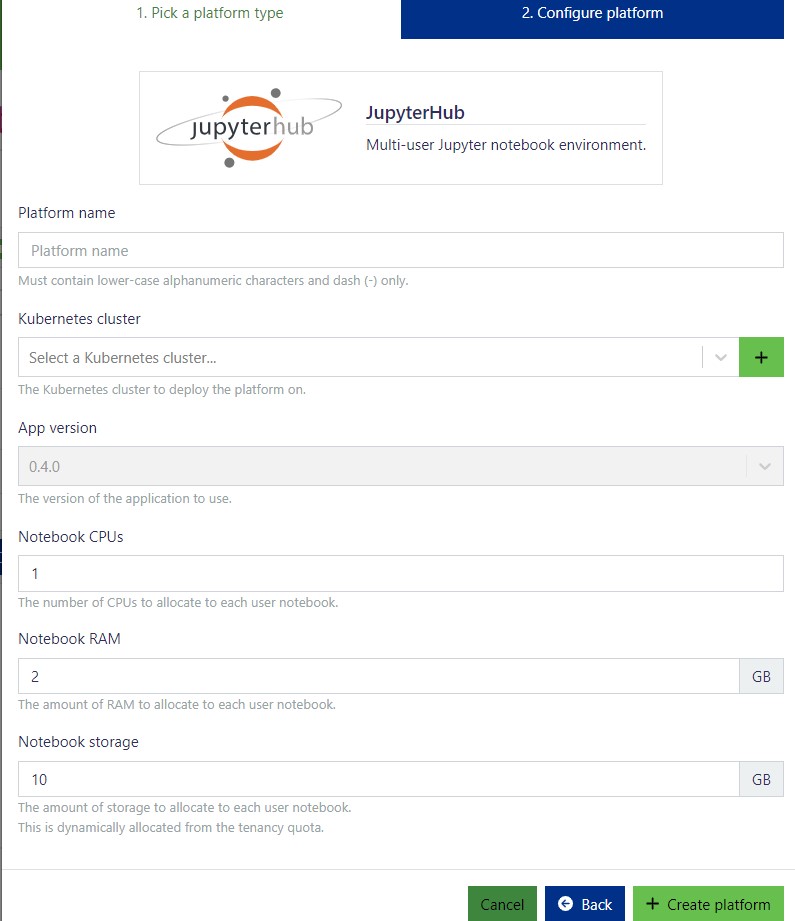 1. Pick a platform type
2. Configure platform
jupyterhub
JupyterHub
Multi-user Jupyter notebook environment.
Platform name
Platform name
Must contain lower-case alphanumeric characters and dash (-) only.
Kubernetes cluster
Select a Kubernetes cluster...
+
The Kubernetes cluster to deploy the platform on.
App version
0.4.0
The version of the application to use.
Notebook CPUs
1
The number of CPUs to allocate to each user notebook.
Notebook RAM
2 GB
The amount of RAM to allocate to each user notebook.
Notebook storage
10 GB
The amount of storage to allocate to each user notebook.
This is dynamically allocated from the tenancy quota.
Cancel Back + Create platform